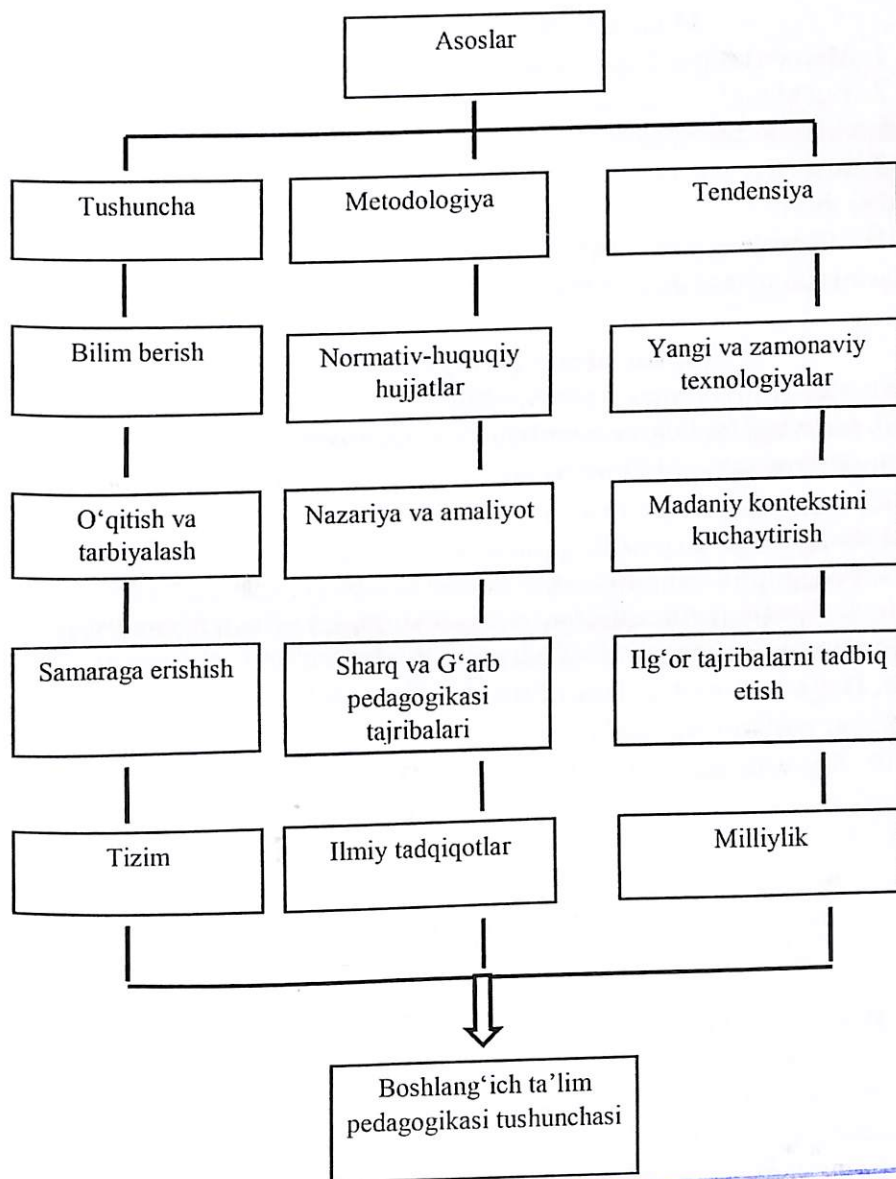 Asoslar
Tushuncha
Metodologiya
Tendensiya
Bilim berish
Normativ-huquqiy
hujjatlar
Yangi va zamonaviy
texnologiyalar
O‘qitish va
tarbiyalash
Nazariya va amaliyot
Madaniy kontekstini
kuchaytirish
Samaraga erishish
Sharq va G‘arb
pedagogikasi
tajribalari
Ilg‘or tajribalarni tadbiq
etish
Tizim
Ilmiy tadqiqotlar
Milliylik
Boshlang‘ich ta’lim
pedagogikasi tushunchasi